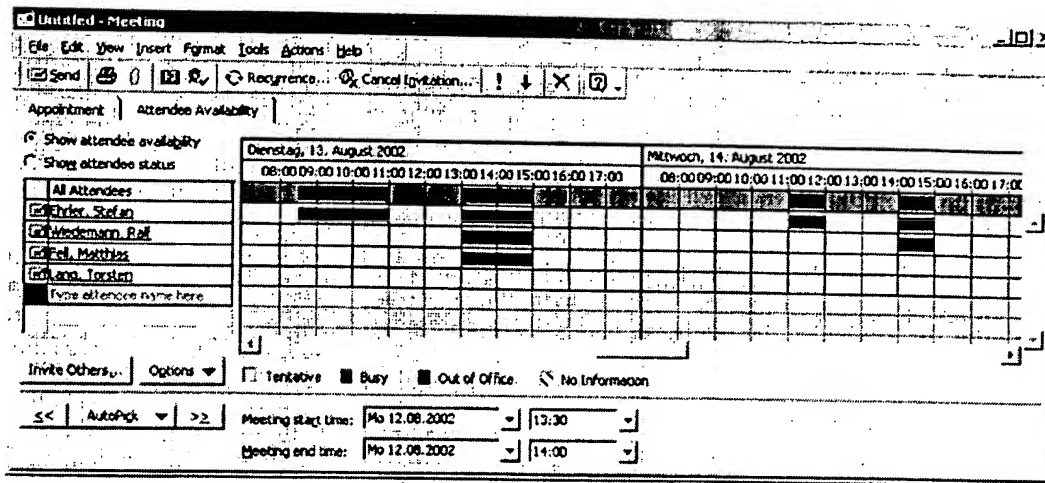 Untitled - Meeting
File Edit View Insert Format Tools Actions Help
Send Recurrence... Cancel Invitation...
Appointment Attendee Availability
Show attendee availability
Show attendee status
Dienstag, 13. August 2002 Mittwoch, 14. August 2002
08:00 09:00 10:00 11:00 12:00 13:00 14:00 15:00 16:00 17:00 08:00 09:00 10:00 11:00 12:00 13:00 14:00 15:00 16:00 17:00
All Attendees
Ehrler, Stefan
Wiedemann, Ralf
Feil, Matthias
Lang, Torsten
Type attendee name here
Invite Others... Options
Tentative Busy Out of Office No Information
<< AutoPick >>
Meeting start time: Mo 12.08.2002 13:30
Meeting end time: Mo 12.08.2002 14:00